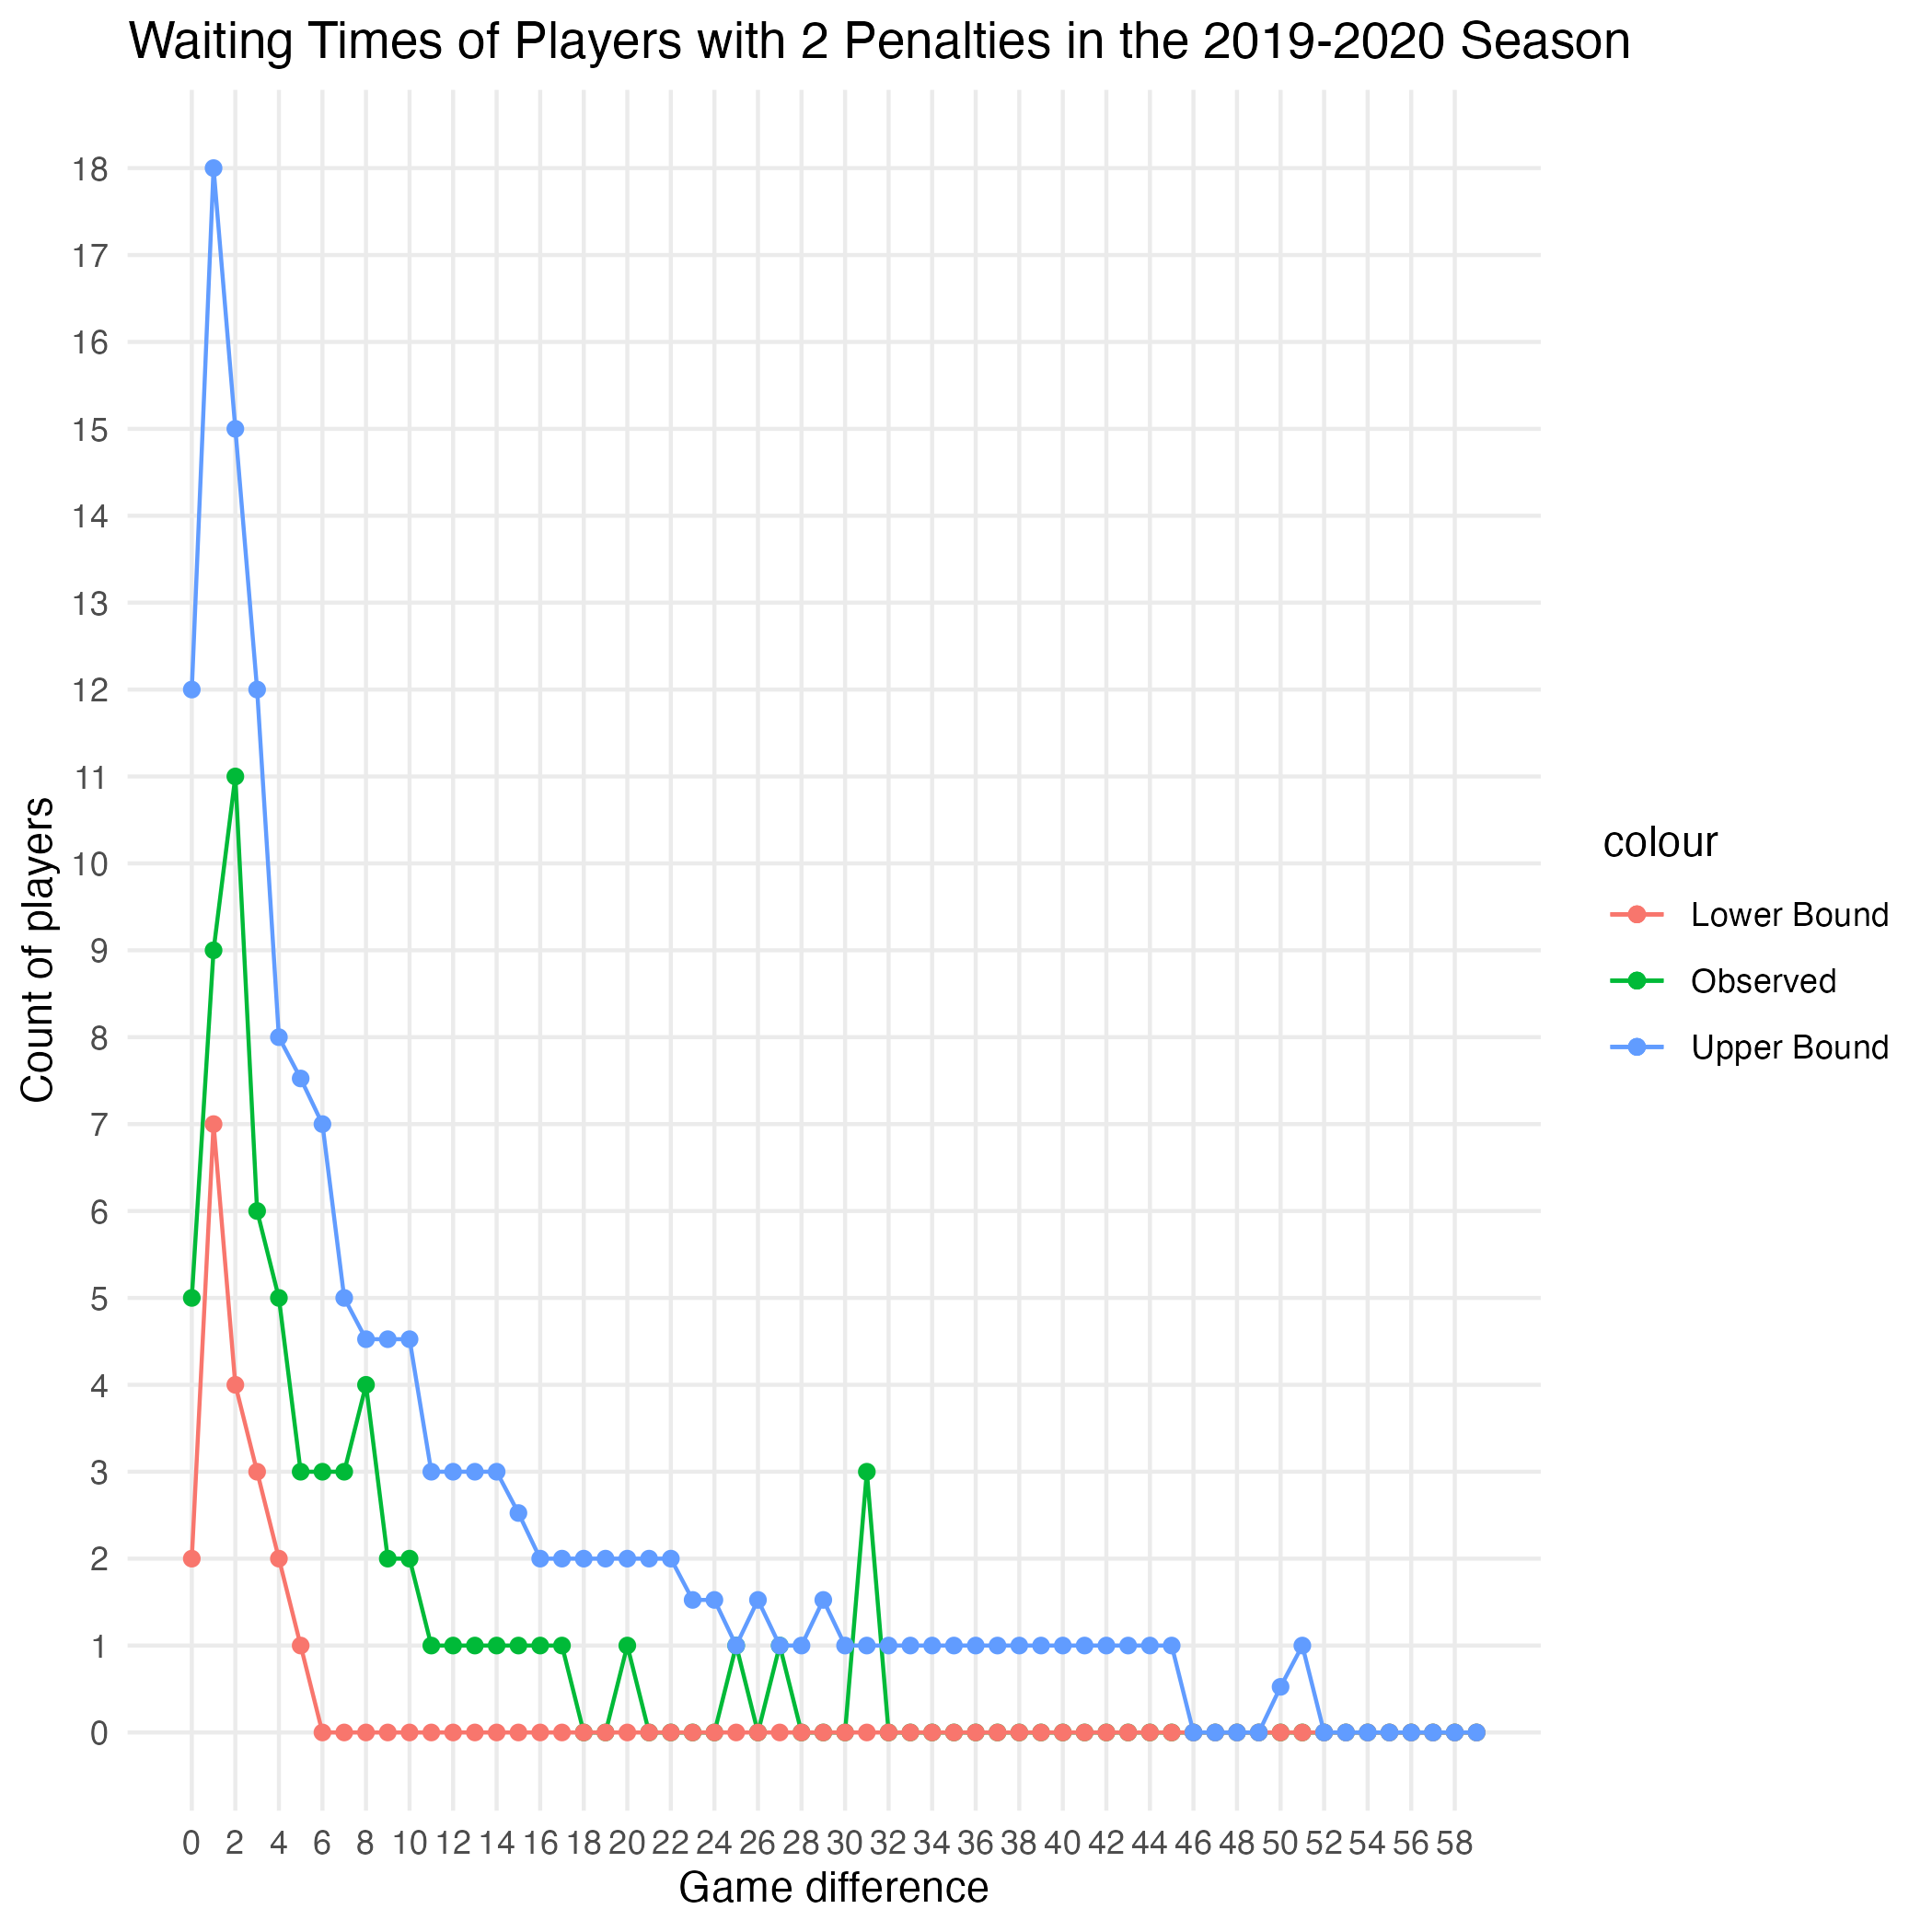 Waiting Times of Players with 2 Penalties in the 2019-2020 Season
18
17
16
15
14
13
12
11
10
9
8
7
6
5
4
3
2
1
0
Count of players
0 2 4 6 8 10 12 14 16 18 20 22 24 26 28 30 32 34 36 38 40 42 44 46 48 50 52 54 56 58
Game difference
colour
Lower Bound
Observed
Upper Bound